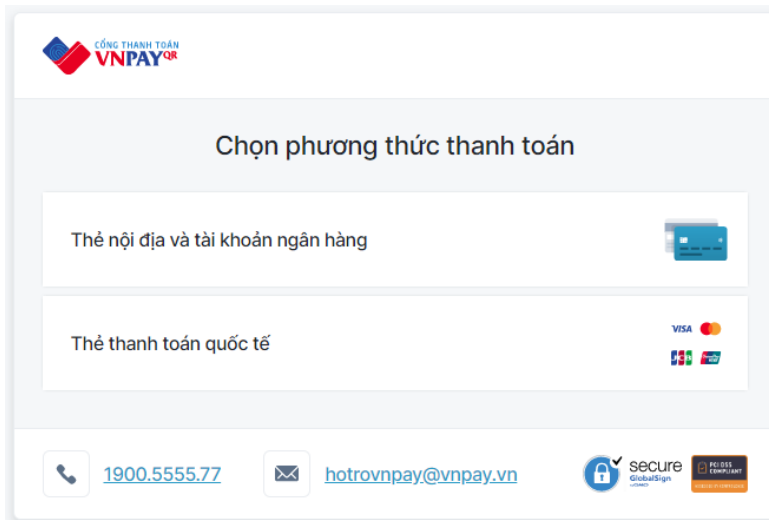 CỔNG THANH TOÁN
VNPAYQR
Chọn phương thức thanh toán
Thẻ nội địa và tài khoản ngân hàng
Thẻ thanh toán quốc tế
VISA
JCB
1900.5555.77
hotrovnpay@vnpay.vn
secure
GlobalSign
PCI DSS
COMPLIANT